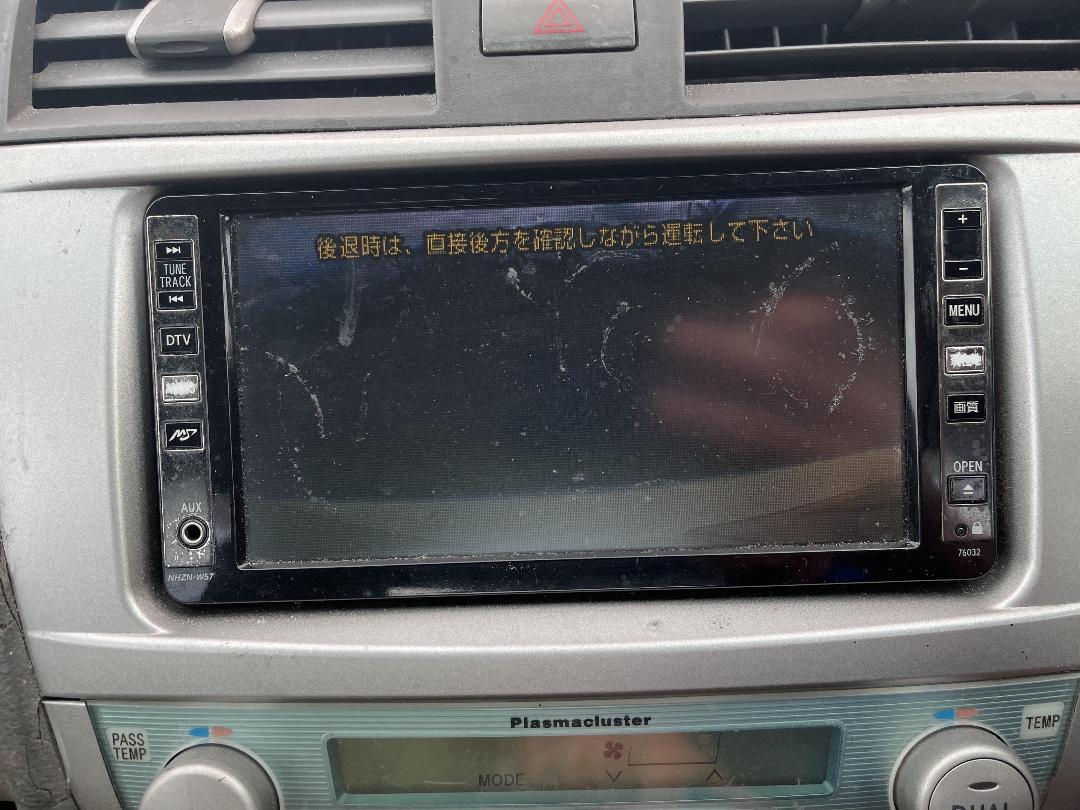 後退時は、直接後方を確認しながら運転して下さい
TUNE
TRACK
DTV
AUX
NHZN-W57
+
−
MENU
画質
OPEN
76032
Plasmacluster
PASS
TEMP
MODE
TEMP